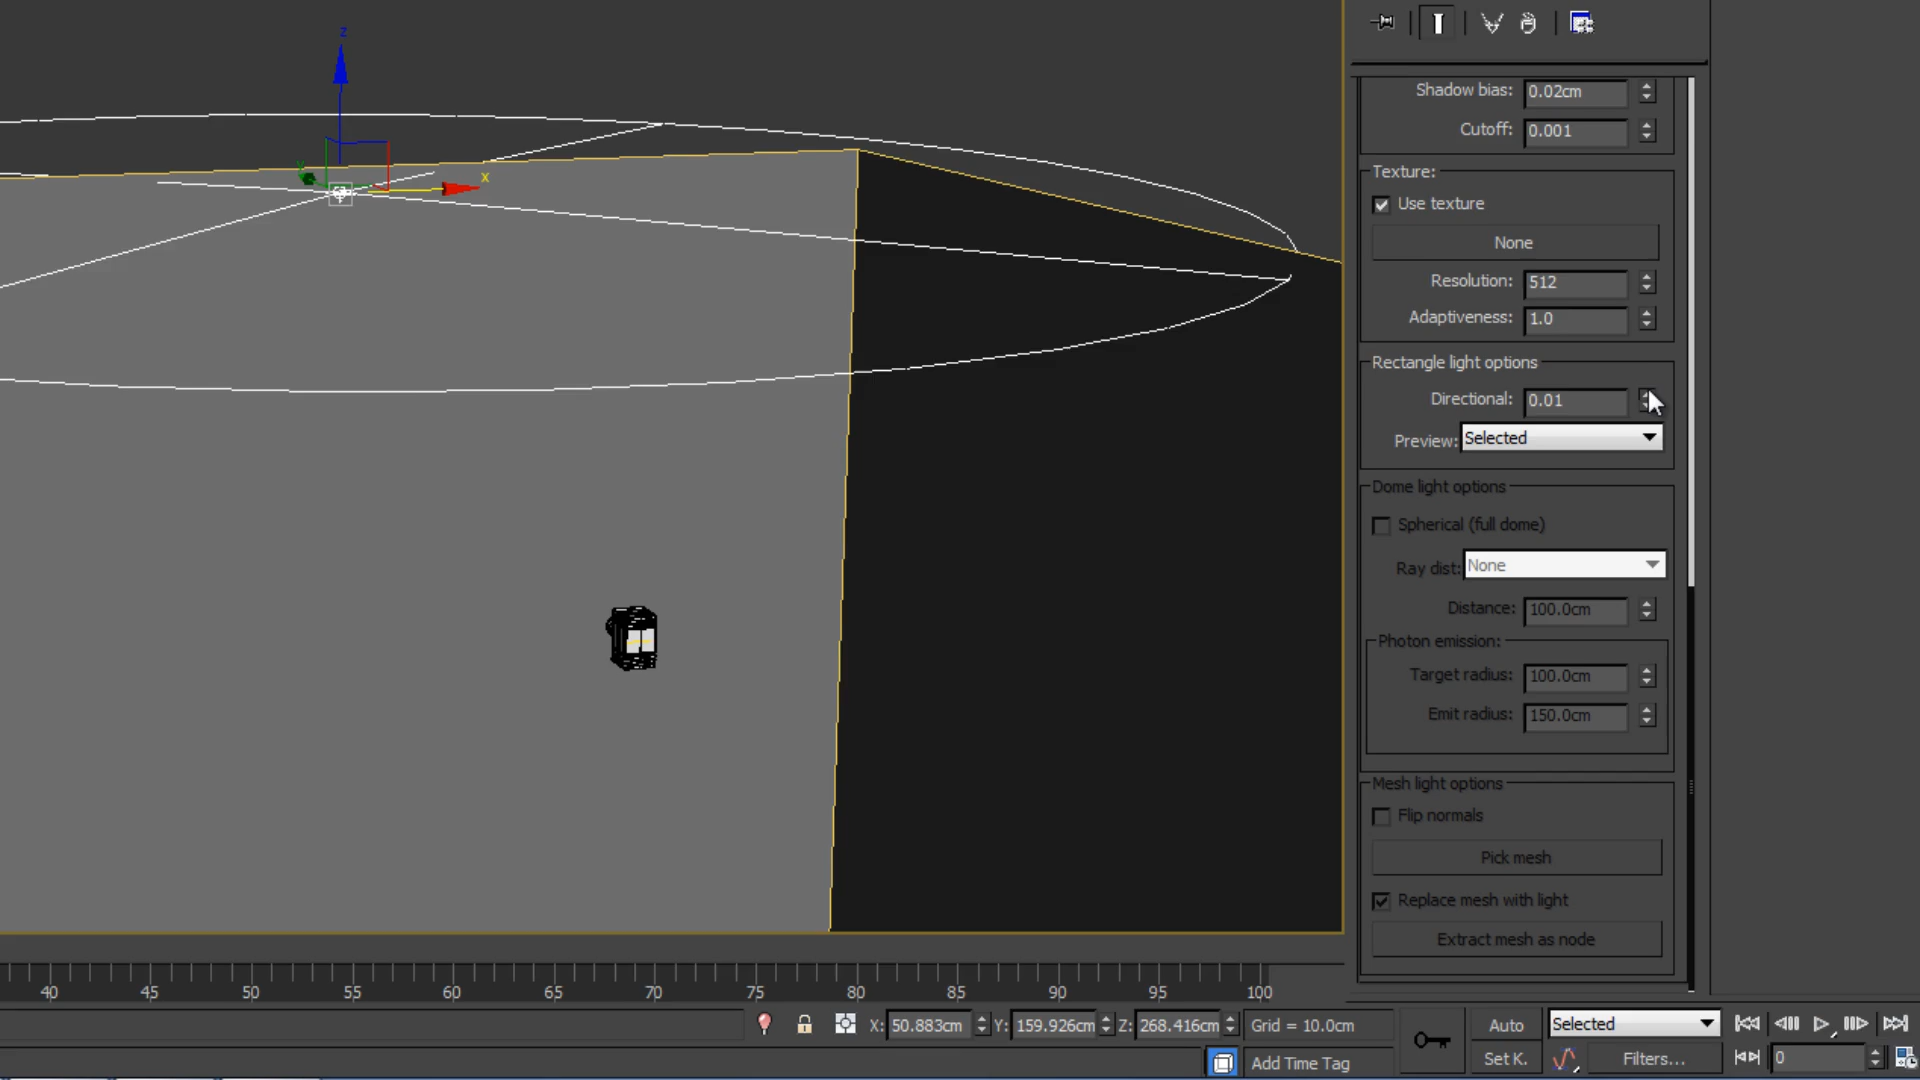 z
y
x
Shadow bias: 0.02cm
Cutoff: 0.001
Texture:
Use texture
None
Resolution: 512
Adaptiveness: 1.0
Rectangle light options
Directional: 0.01
Preview: Selected
Dome light options
Spherical (full dome)
Ray dist: None
Distance: 100.0cm
Photon emission:
Target radius: 100.0cm
Emit radius: 150.0cm
Mesh light options
Flip normals
Pick mesh
Replace mesh with light
Extract mesh as node
40 45 50 55 60 65 70 75 80 85 90 95 100
X: 50.883cm Y: 159.926cm Z: 268.416cm Grid = 10.0cm Auto Selected
Add Time Tag Set K. Filters... 0